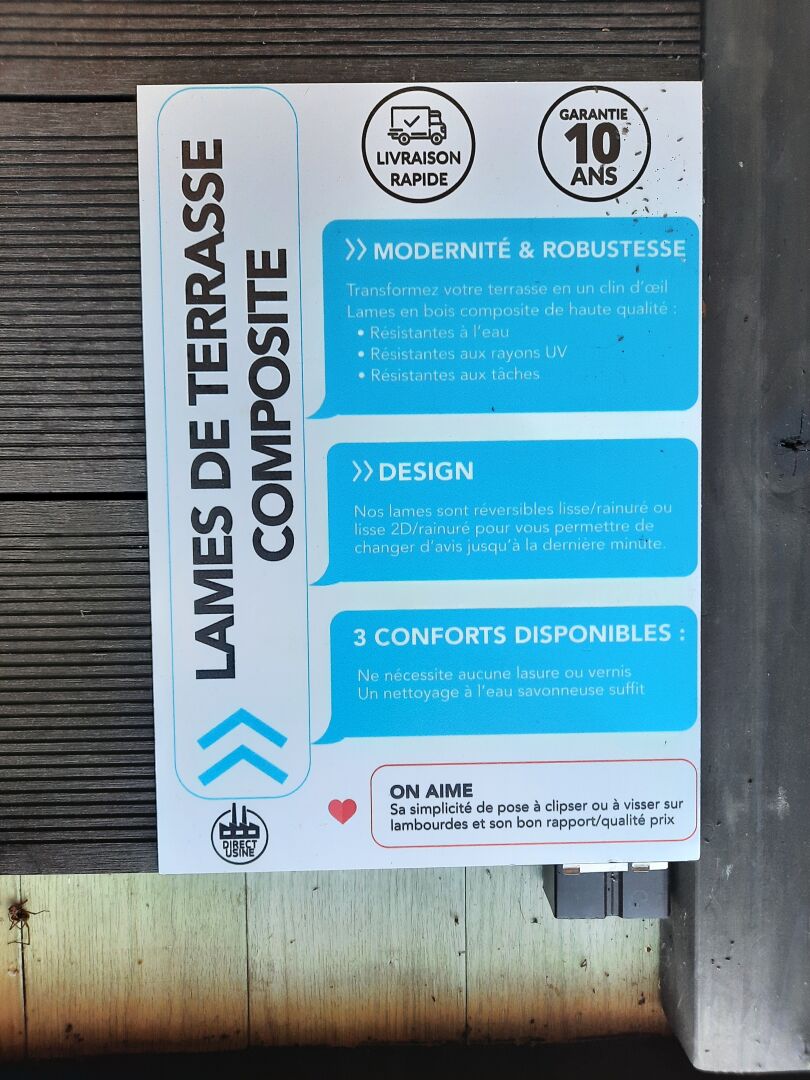 LAMES DE TERRASSE
COMPOSITE
LIVRAISON
RAPIDE
GARANTIE
10
ANS
MODERNITÉ & ROBUSTESSE
Transformez votre terrasse en un clin d'œil
Lames en bois composite de haute qualité :
• Résistantes à l'eau
• Résistantes aux rayons UV
• Résistantes aux tâches
DESIGN
Nos lames sont réversibles lisse/rainuré ou
lisse 2D/rainuré pour vous permettre de
changer d'avis jusqu'à la dernière minute.
3 CONFORTS DISPONIBLES :
Ne nécessite aucune lasure ou vernis
Un nettoyage à l'eau savonneuse suffit
ON AIME
Sa simplicité de pose à clipser ou à visser sur
lambourdes et son bon rapport/qualité prix
DIRECT
USINE